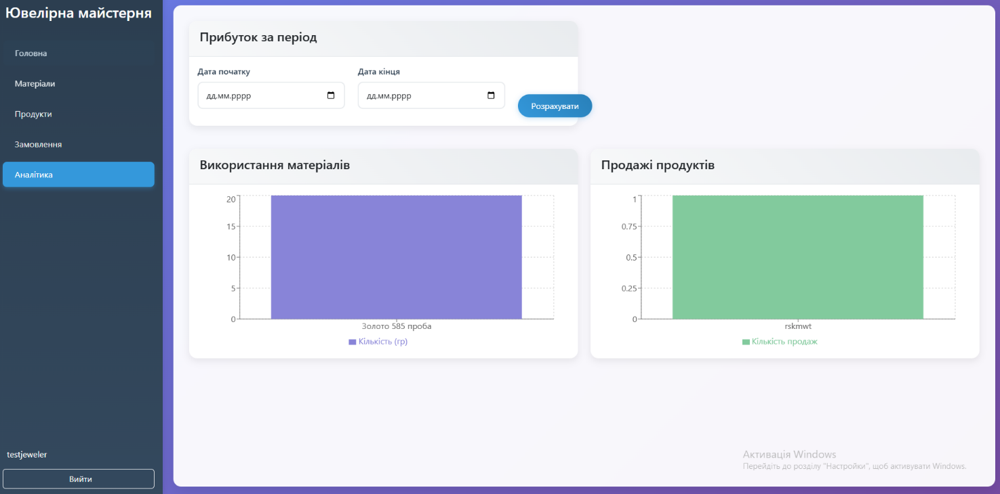 Ювелірна майстерня
Головна
Матеріали
Продукти
Замовлення
Аналітика
testjeweler
Вийти
Прибуток за період
Дата початку
Дата кінця
дд.мм.рррр
дд.мм.рррр
Розрахувати
Використання матеріалів
20
15
10
5
0
Золото 585 проба
Кількість (гр)
Продажі продуктів
1
0.75
0.5
0.25
0
rskmwt
Кількість продаж
Активація Windows
Перейдіть до розділу "Настройки", щоб активувати Windows.